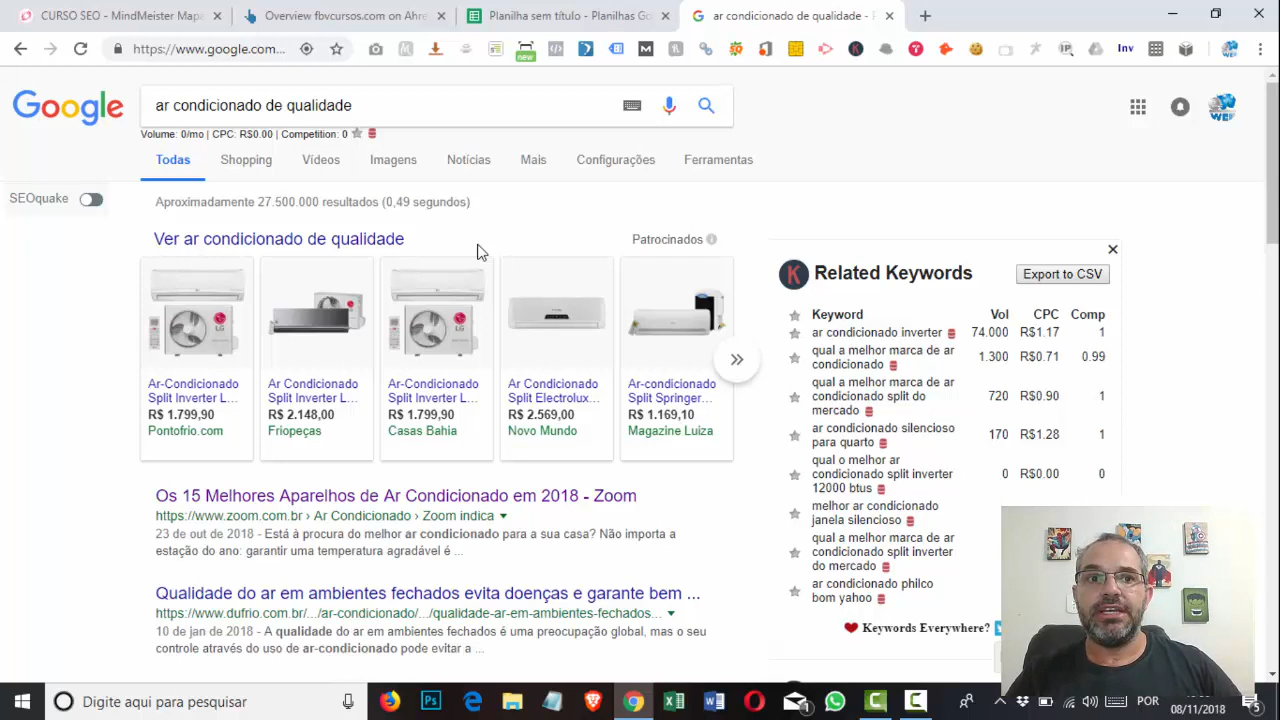 CURSO SEO - MindMeister Mapa
Overview fbvcursos.com on Ahre
Planilha sem título - Planilhas Go
ar condicionado de qualidade - P
https://www.google.com...
new
Inv
Google
ar condicionado de qualidade
WEB
Volume: 0/mo | CPC: R$0.00 | Competition: 0
Todas
Shopping
Vídeos
Imagens
Notícias
Mais
Configurações
Ferramentas
SEOquake
Aproximadamente 27.500.000 resultados (0,49 segundos)
Ver ar condicionado de qualidade
Patrocinados
Ar-Condicionado
Split Inverter L...
R$ 1.799,90
Pontofrio.com
Ar Condicionado
Split Inverter L...
R$ 2.148,00
Friopeças
Ar-Condicionado
Split Inverter L...
R$ 1.799,90
Casas Bahia
Ar Condicionado
Split Electrolux...
R$ 2.569,00
Novo Mundo
Ar-condicionado
Split Springer...
R$ 1.169,10
Magazine Luiza
Os 15 Melhores Aparelhos de Ar Condicionado em 2018 - Zoom
https://www.zoom.com.br › Ar Condicionado › Zoom indica
23 de out de 2018 - Está à procura do melhor ar condicionado para a sua casa? Não importa a
estação do ano: garantir uma temperatura agradável é ...
Qualidade do ar em ambientes fechados evita doenças e garante bem ...
https://www.dufrio.com.br/.../ar-condicionado/.../qualidade-ar-em-ambientes-fechados...
10 de jan de 2018 - A qualidade do ar em ambientes fechados é uma preocupação global, mas o seu
controle através do uso de ar-condicionado pode evitar a ...
K Related Keywords
Export to CSV
Keyword Vol CPC Comp
ar condicionado inverter 74.000 R$1.17 1
qual a melhor marca de ar 1.300 R$0.71 0.99
condicionado
qual a melhor marca de ar
condicionado split do 720 R$0.90 1
mercado
ar condicionado silencioso 170 R$1.28 1
para quarto
qual o melhor ar
condicionado split inverter 0 R$0.00 0
12000 btus
melhor ar condicionado
janela silencioso
qual a melhor marca de ar
condicionado split inverter
do mercado
ar condicionado philco
bom yahoo
Keywords Everywhere?
Digite aqui para pesquisar
POR
08/11/2018